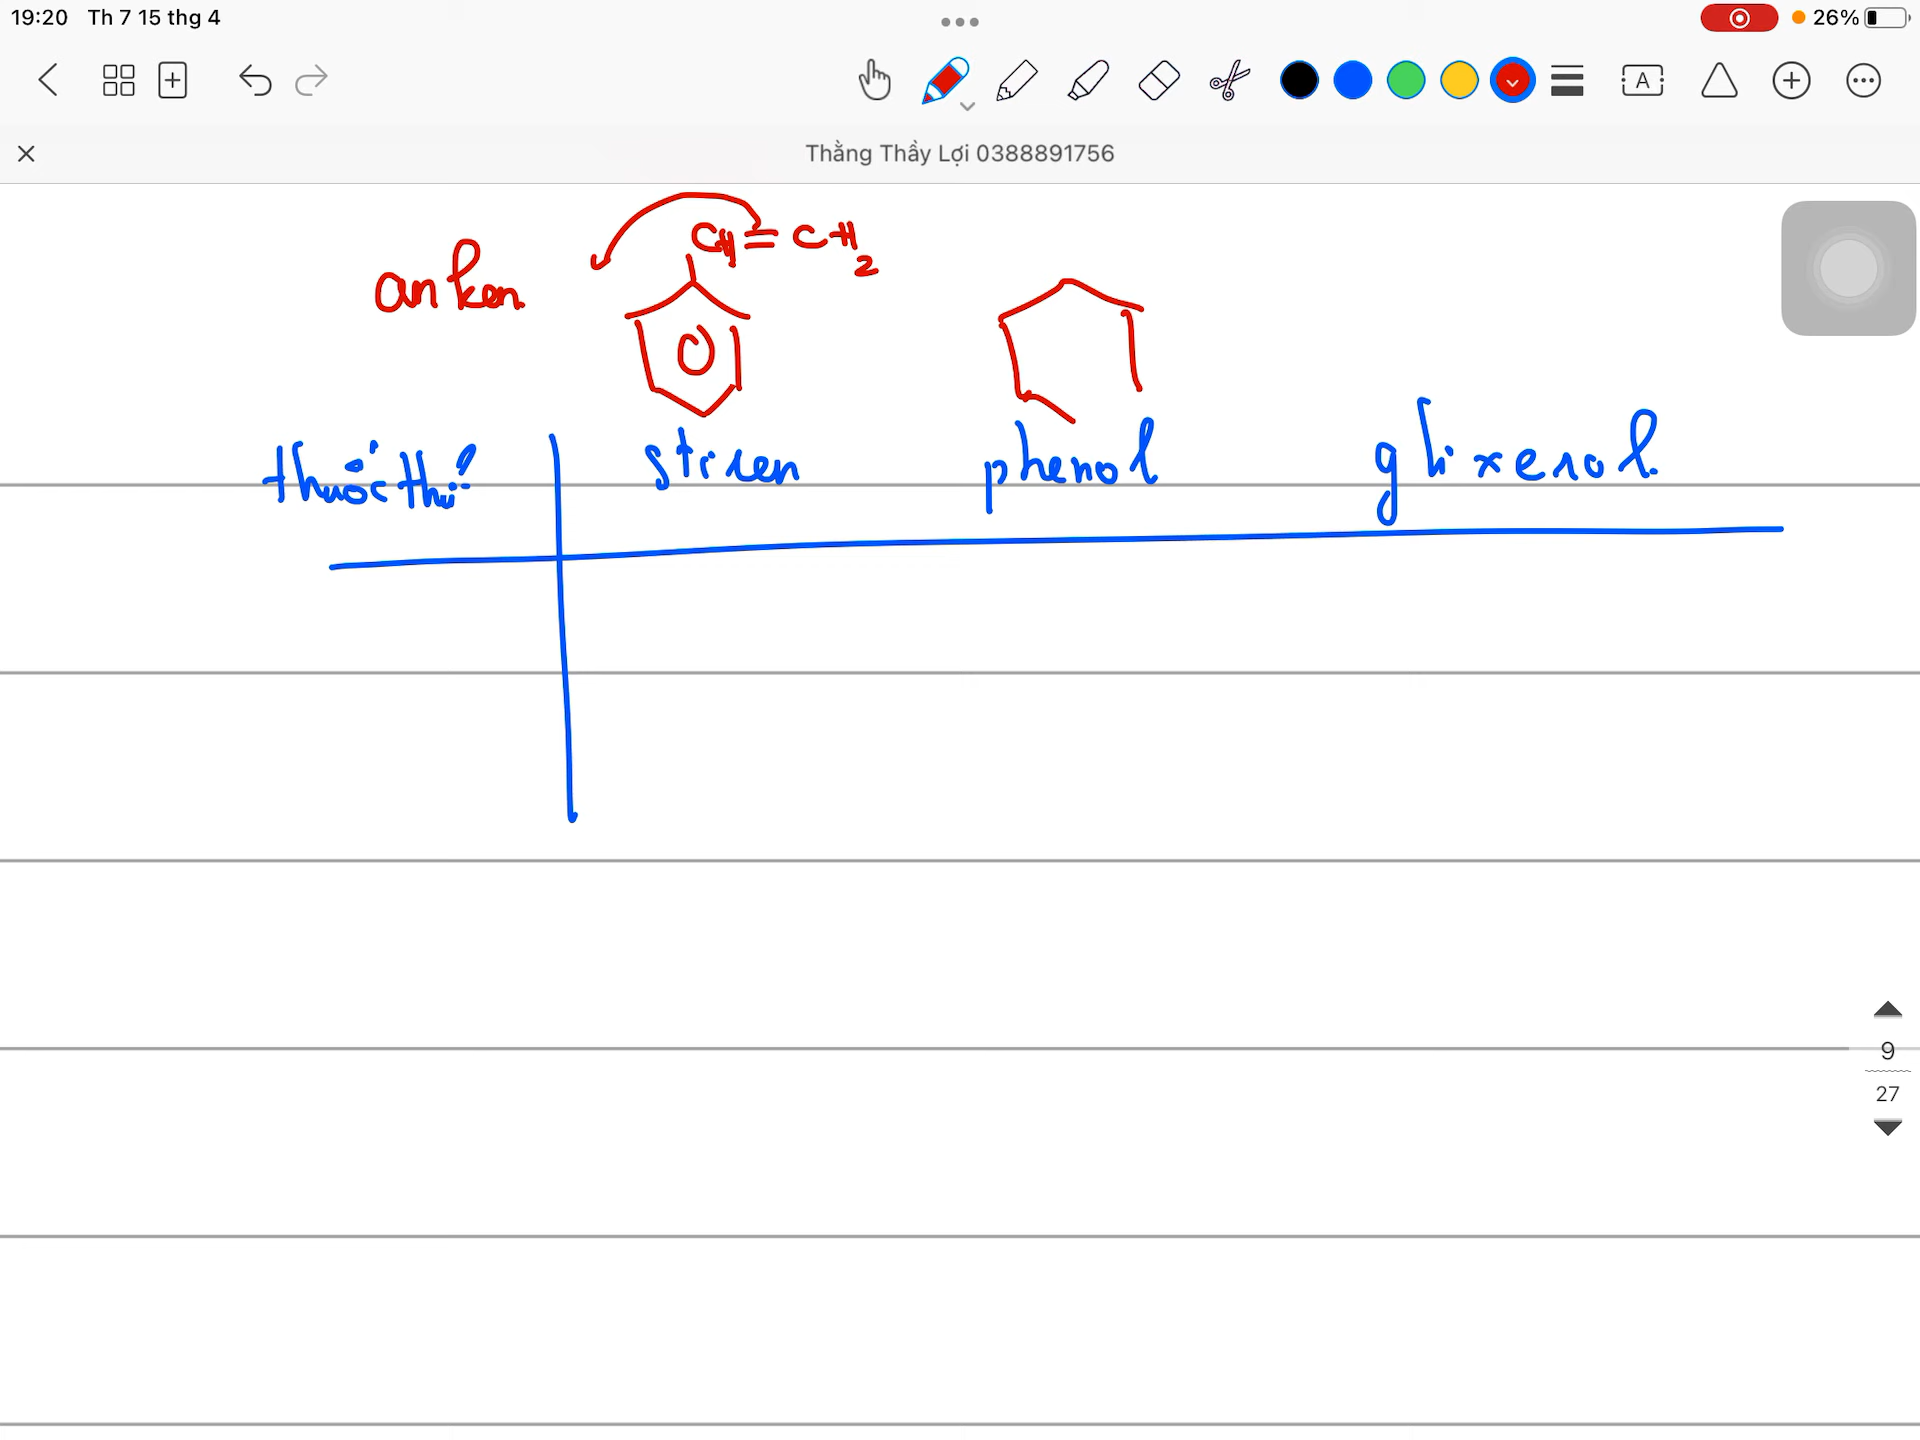 19:20 Th 7 15 thg 4
26%
A
Thằng Thầy Lợi 0388891756
CH = CH2
anken
thuốc thử stiren phenol glixerol
9
27